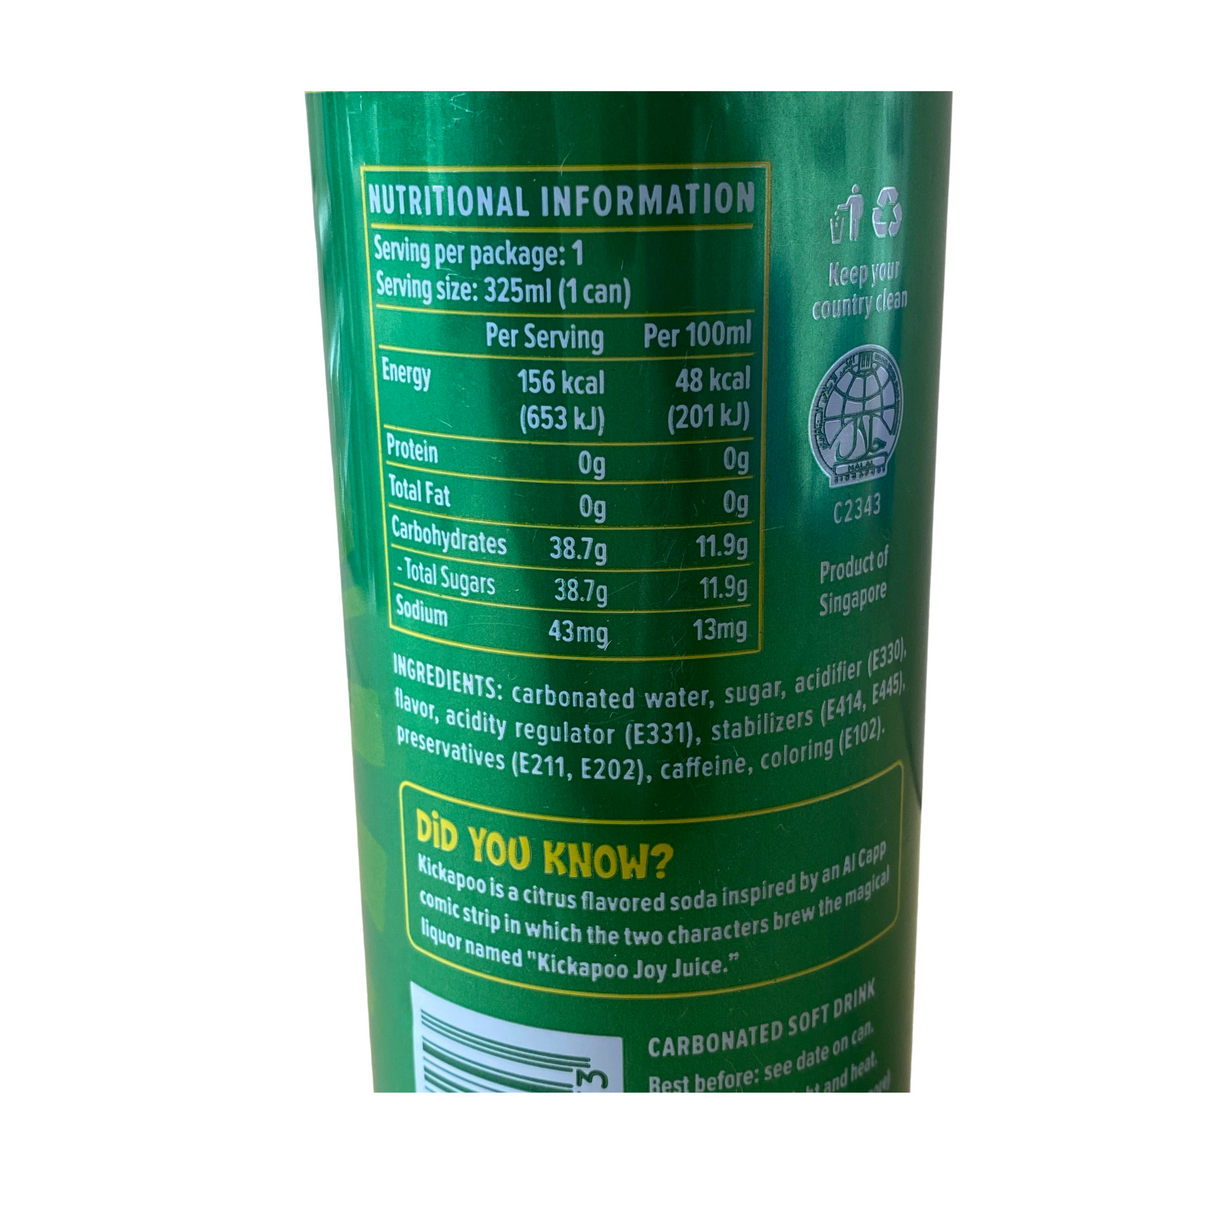 NUTRITIONAL INFORMATION
Serving per package: 1
Serving size: 325ml (1 can)
Per Serving Per 100ml
Energy 156 kcal 48 kcal
(653 kJ) (201 kJ)
Protein 0g 0g
Total Fat 0g 0g
Carbohydrates 38.7g 11.9g
- Total Sugars 38.7g 11.9g
Sodium 43mg 13mg
Keep your
country clean
HALAL
C2343
Product of
Singapore
INGREDIENTS: carbonated water, sugar, acidifier (E330),
flavor, acidity regulator (E331), stabilizers (E414, E445),
preservatives (E211, E202), caffeine, coloring (E102).
DiD YOU KNOW?
Kickapoo is a citrus flavored soda inspired by an Al Capp
comic strip in which the two characters brew the magical
liquor named "Kickapoo Joy Juice.”
CARBONATED SOFT DRINK
Best before: see date on can.
and heat.
3